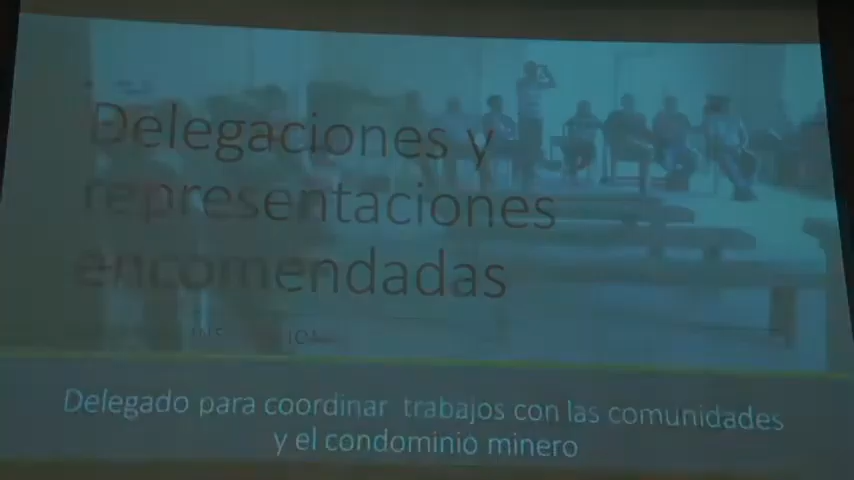 Delegaciones y
representaciones
encomendadas
Delegado para coordinar trabajos con las comunidades
y el condominio minero